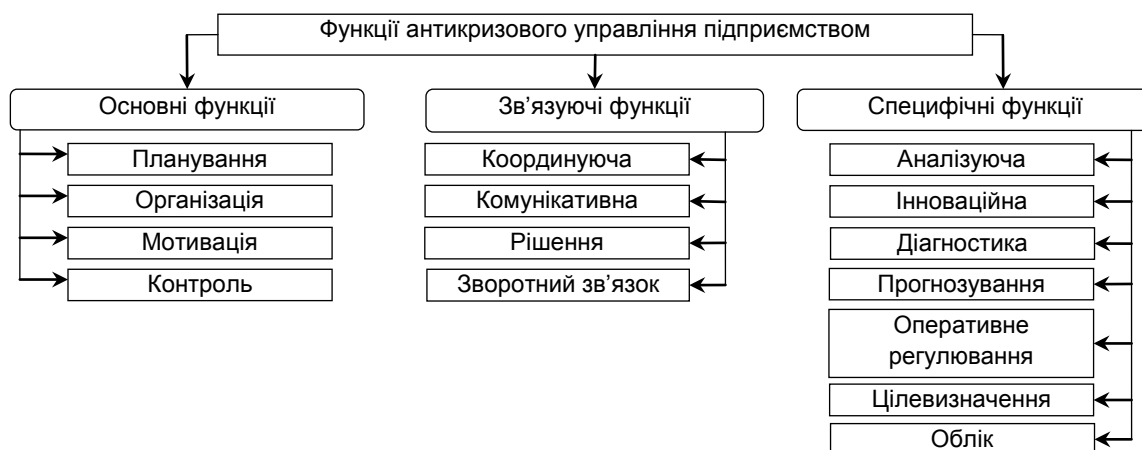 Функції антикризового управління підприємством
Основні функції
Планування
Організація
Мотивація
Контроль
Зв’язуючі функції
Координуюча
Комунікативна
Рішення
Зворотний зв’язок
Специфічні функції
Аналізуюча
Інноваційна
Діагностика
Прогнозування
Оперативне
регулювання
Цілевизначення
Облік